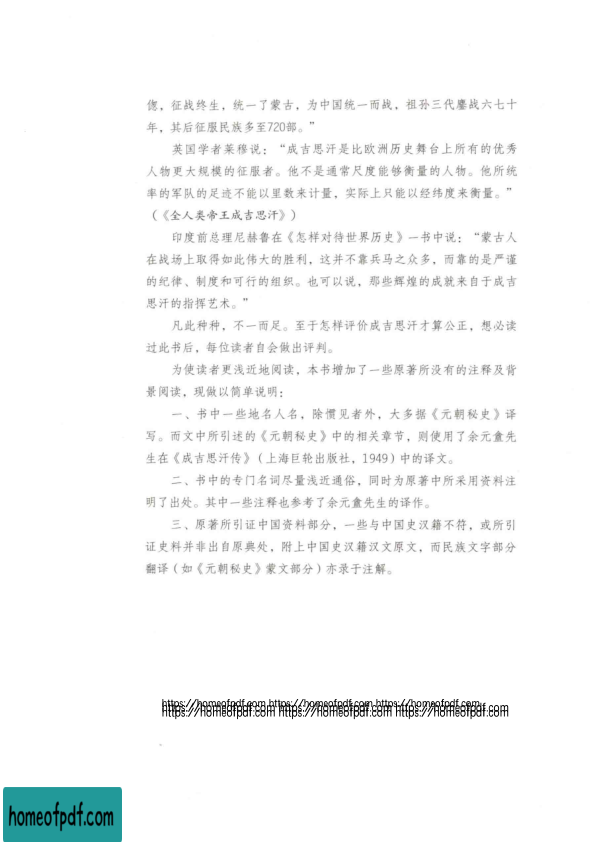 偬，征战终生，统一了蒙古，为中国统一而战，祖孙三代鏖战六七十
年，其后征服民族多至720部。”
英国学者莱穆说：“成吉思汗是比欧洲历史舞台上所有的优秀
人物更大规模的征服者。他不是通常尺度能够衡量的人物。他所统
率的军队的足迹不能以里数来计量，实际上只能以经纬度来衡量。”
（《全人类帝王成吉思汗》）
印度前总理尼赫鲁在《怎样对待世界历史》一书中说：“蒙古人
在战场上取得如此伟大的胜利，这并不靠兵马之众多，而靠的是严谨
的纪律、制度和可行的组织。也可以说，那些辉煌的成就来自于成吉
思汗的指挥艺术。”
凡此种种，不一而足。至于怎样评价成吉思汗才算公正，想必读
过此书后，每位读者自会做出评判。
为使读者更浅近地阅读，本书增加了一些原著所没有的注释及背
景阅读，现做以简单说明：
一、书中一些地名人名，除惯见者外，大多据《元朝秘史》译
写。而文中所引述的《元朝秘史》中的相关章节，则使用了余元盦先
生在《成吉思汗传》（上海巨轮出版社，1949）中的译文。
二、书中的专门名词尽量浅近通俗，同时为原著中所采用资料注
明了出处。其中一些注释也参考了余元盦先生的译作。
三、原著所引证中国资料部分，一些与中国史汉籍不符，或所引
证史料并非出自原典处，附上中国史汉籍汉文原文，而民族文字部分
翻译（如《元朝秘史》蒙文部分）亦录于注解。
https://homeofpdf.com https://homeofpdf.com https://homeofpdf.com
https://homeofpdf.com https://homeofpdf.com https://homeofpdf.com
homeofpdf.com